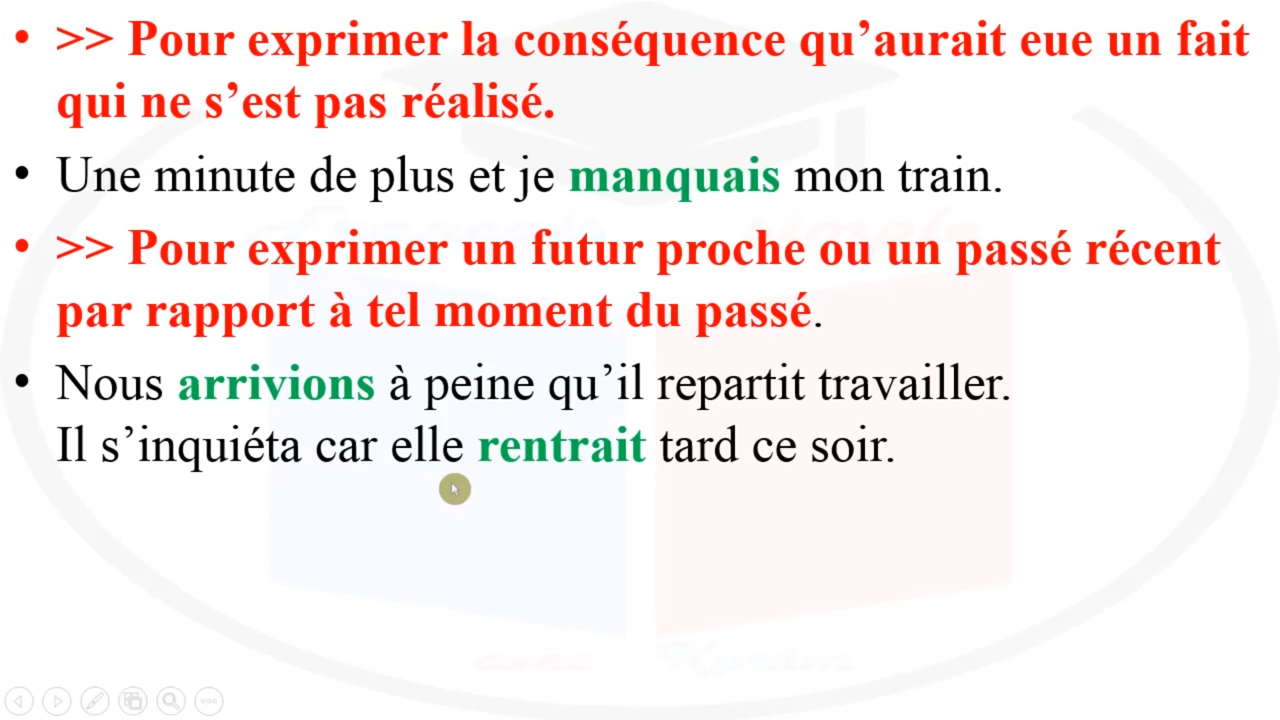 • >> Pour exprimer la conséquence qu’aurait eue un fait
qui ne s’est pas réalisé.
• Une minute de plus et je manquais mon train.
• >> Pour exprimer un futur proche ou un passé récent
par rapport à tel moment du passé.
• Nous arrivions à peine qu’il repartit travailler.
Il s’inquiéta car elle rentrait tard ce soir.
avec Karim